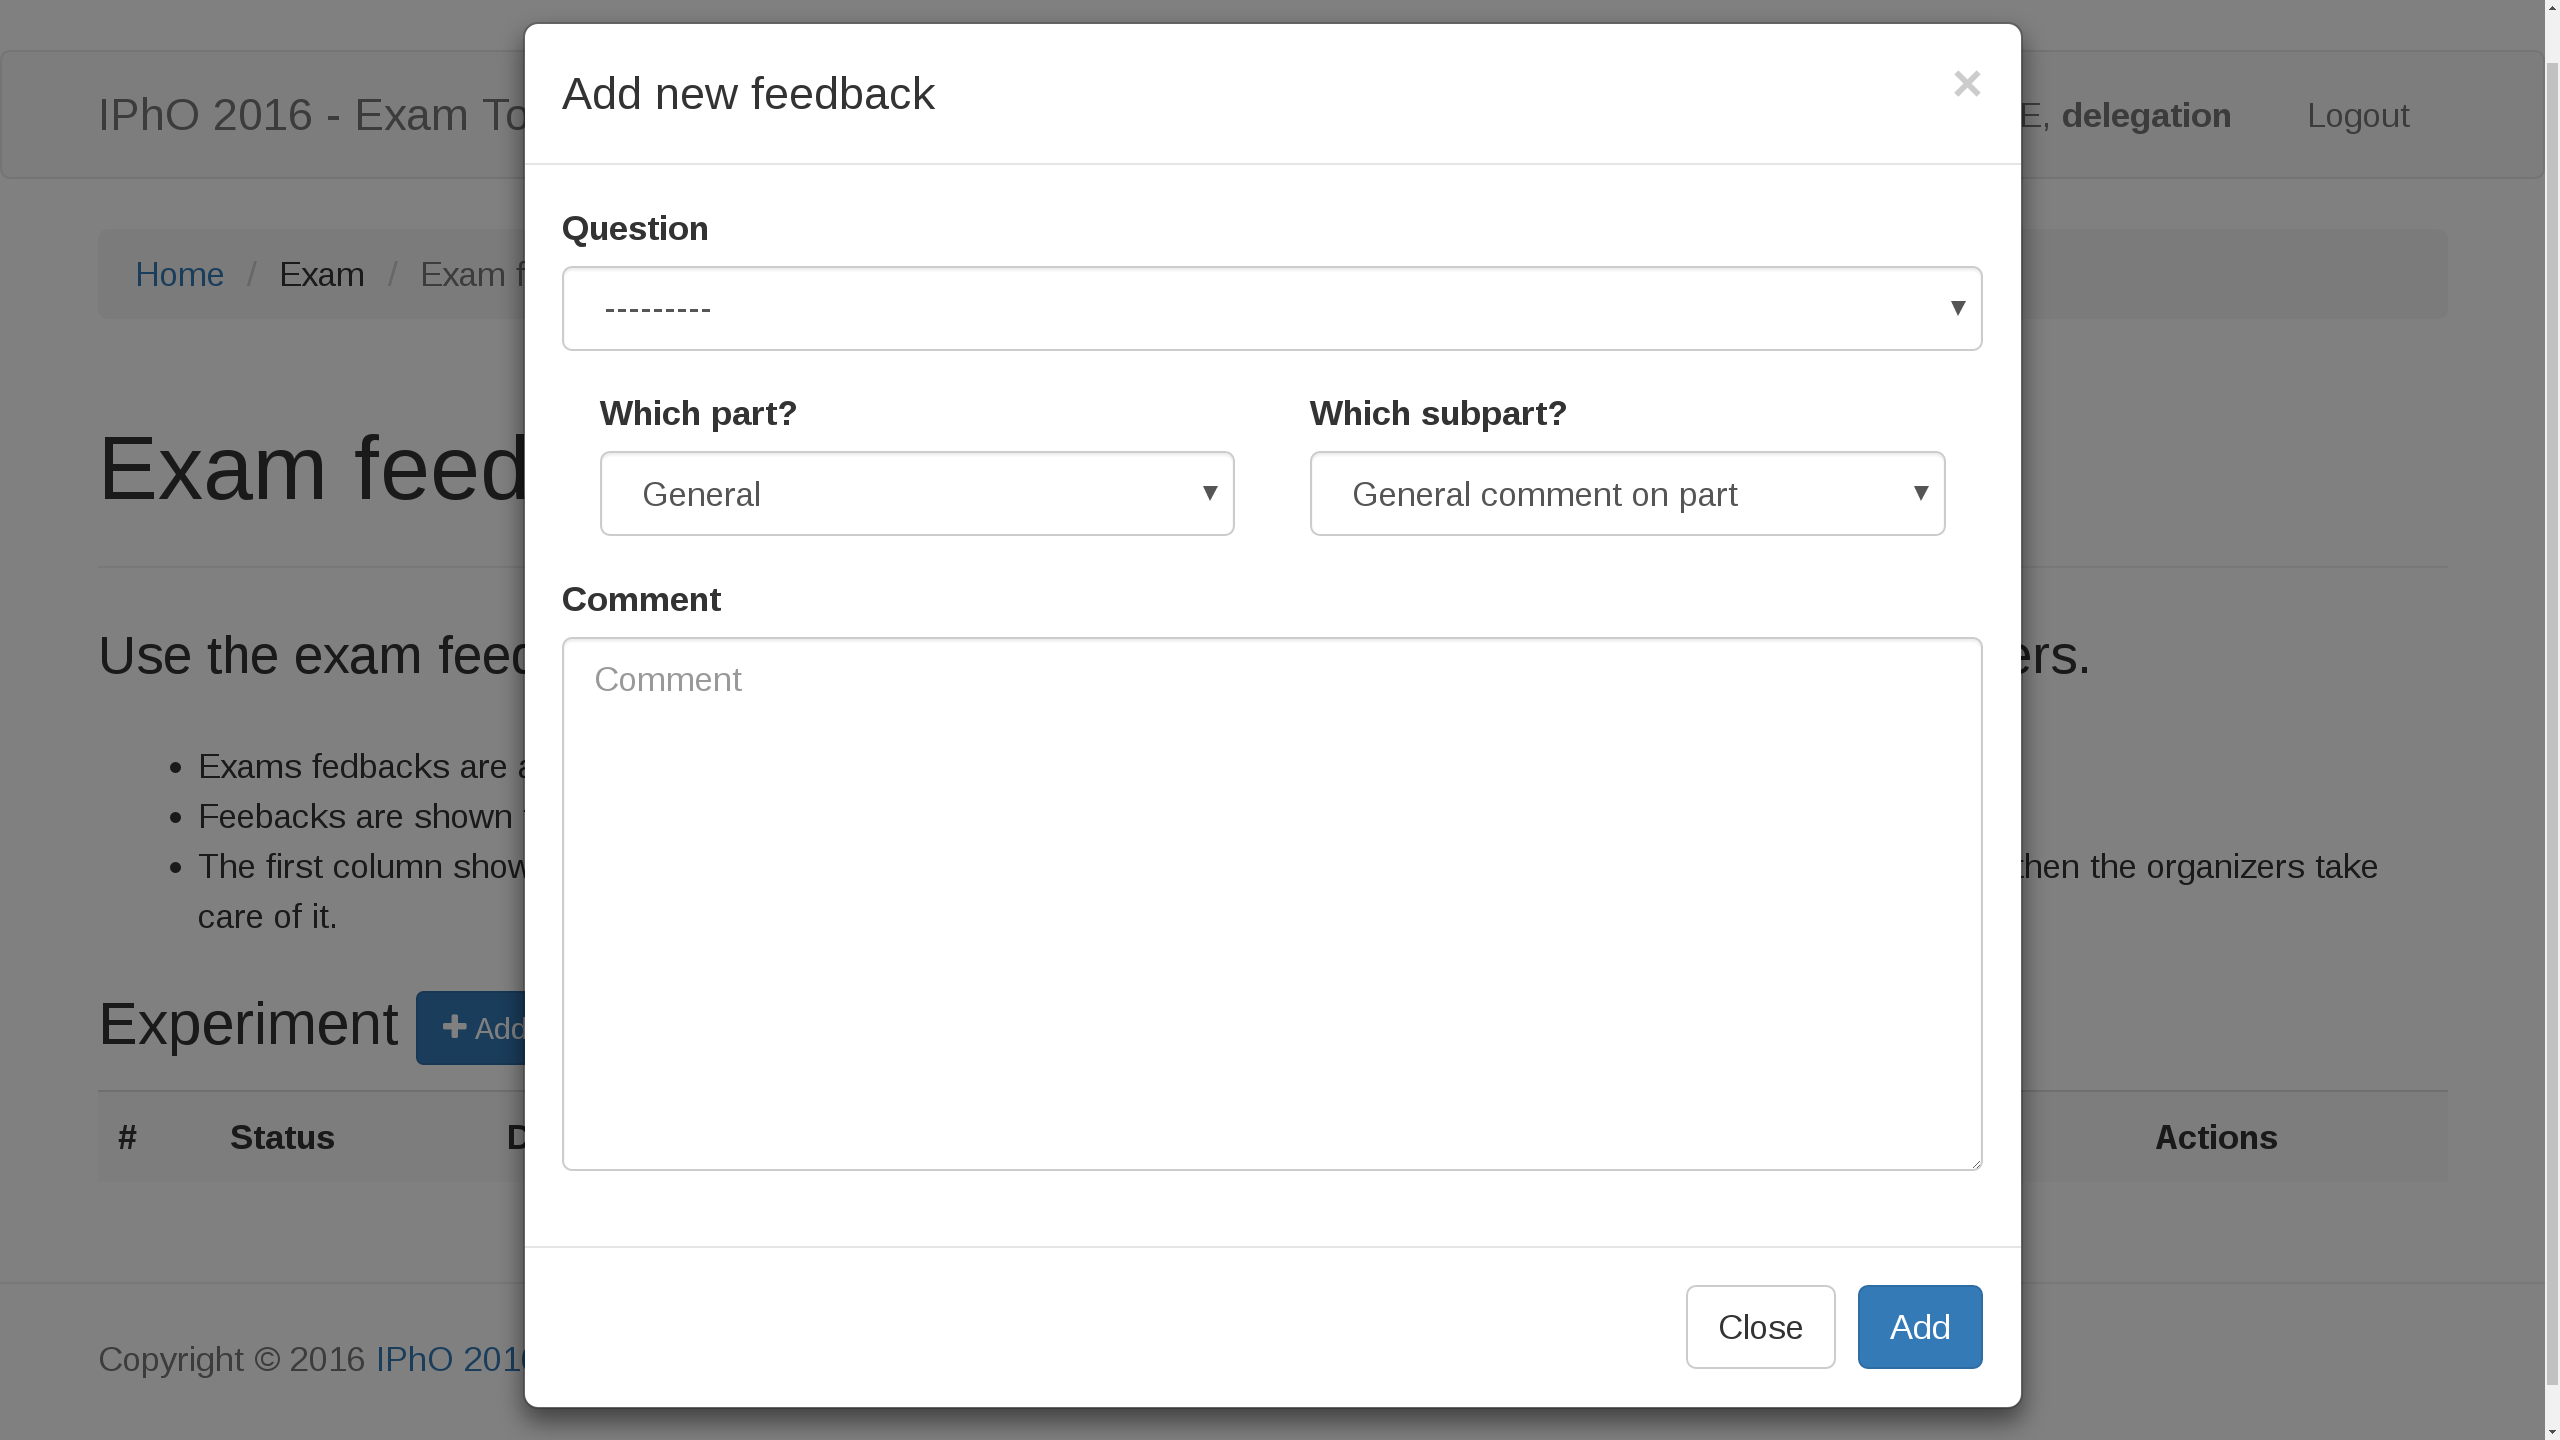 Add new feedback ×
IPhO 2016 - Exam To
E, delegation Logout
Question
Home / Exam / Exam f
---------
Which part? Which subpart?
General General comment on part
Exam feed
Comment
Use the exam feed
ers.
Comment
Exams fedbacks are a
Feebacks are shown
The first column show
then the organizers take
care of it.
Experiment Add
# Status D Actions
Close Add
Copyright © 2016 IPhO 2016